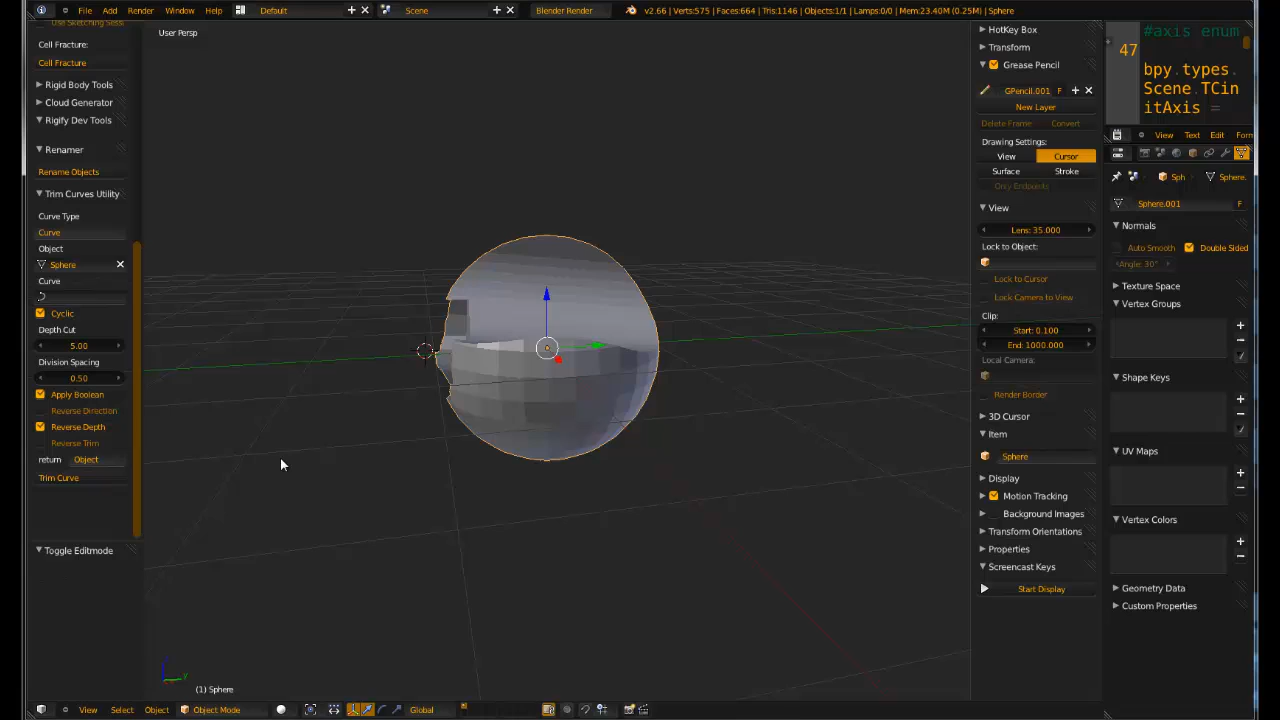 File Add Render Window Help Default Scene Blender Render v2.66 | Verts:575 | Faces:664 | Tris:1146 | Objects:1/1 | Lamps:0/0 | Mem:23.40M (0.25M) | Sphere
Use Sketching Sess
Cell Fracture:
Cell Fracture
Rigid Body Tools
Cloud Generator
Rigify Dev Tools
Renamer
Rename Objects
Trim Curves Utility
Curve Type
Curve
Object
Sphere
Curve
Cyclic
Depth Cut
5.00
Division Spacing
0.50
Apply Boolean
Reverse Direction
Reverse Depth
Reverse Trim
return Object
Trim Curve
Toggle Editmode
User Persp
z
y
(1) Sphere
View Select Object Object Mode Global
HotKey Box
Transform
Grease Pencil
GPencil.001 F
New Layer
Delete Frame Convert
Drawing Settings:
View Cursor
Surface Stroke
Only Endpoints
View
Lens: 35.000
Lock to Object:
Lock to Cursor
Lock Camera to View
Clip:
Start: 0.100
End: 1000.000
Local Camera:
Render Border
3D Cursor
Item
Sphere
Display
Motion Tracking
Background Images
Transform Orientations
Properties
Screencast Keys
Start Display
#axis enum
47
bpy.types.
Scene.TCin
itAxis =
View Text Edit Form
Sph Sphere.
Sphere.001 F
Normals
Auto Smooth Double Sided
Angle: 30°
Texture Space
Vertex Groups
Shape Keys
UV Maps
Vertex Colors
Geometry Data
Custom Properties